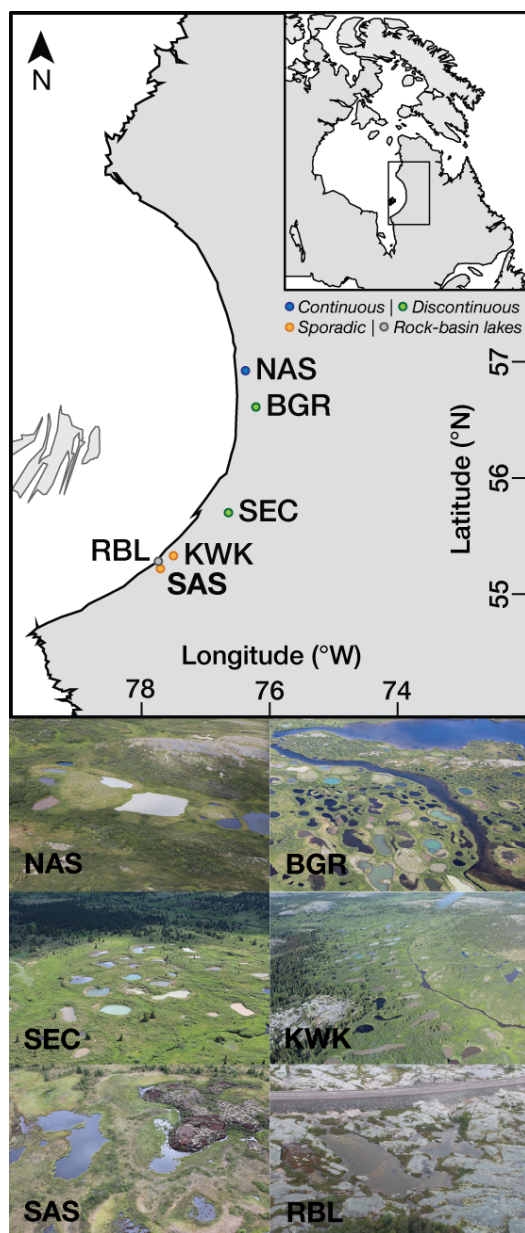 N
● Continuous | ● Discontinuous
● Sporadic | ● Rock-basin lakes
57
NAS
BGR
56
Latitude (°N)
SEC
RBL
KWK
SAS
55
Longitude (°W)
78 76 74
NAS
BGR
SEC
KWK
SAS
RBL